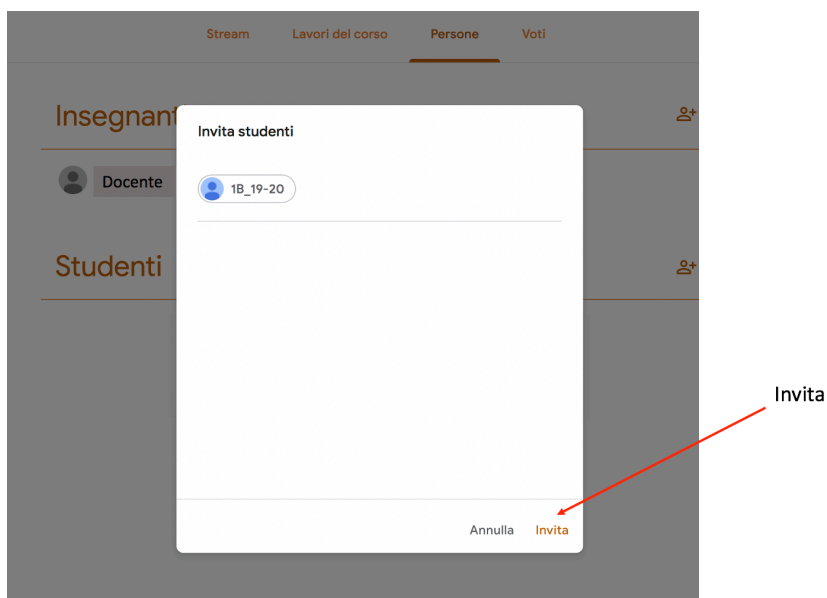 Stream Lavori del corso Persone Voti
Insegnant
Invita studenti
Docente
1B_19-20
Studenti
Invita
Annulla Invita